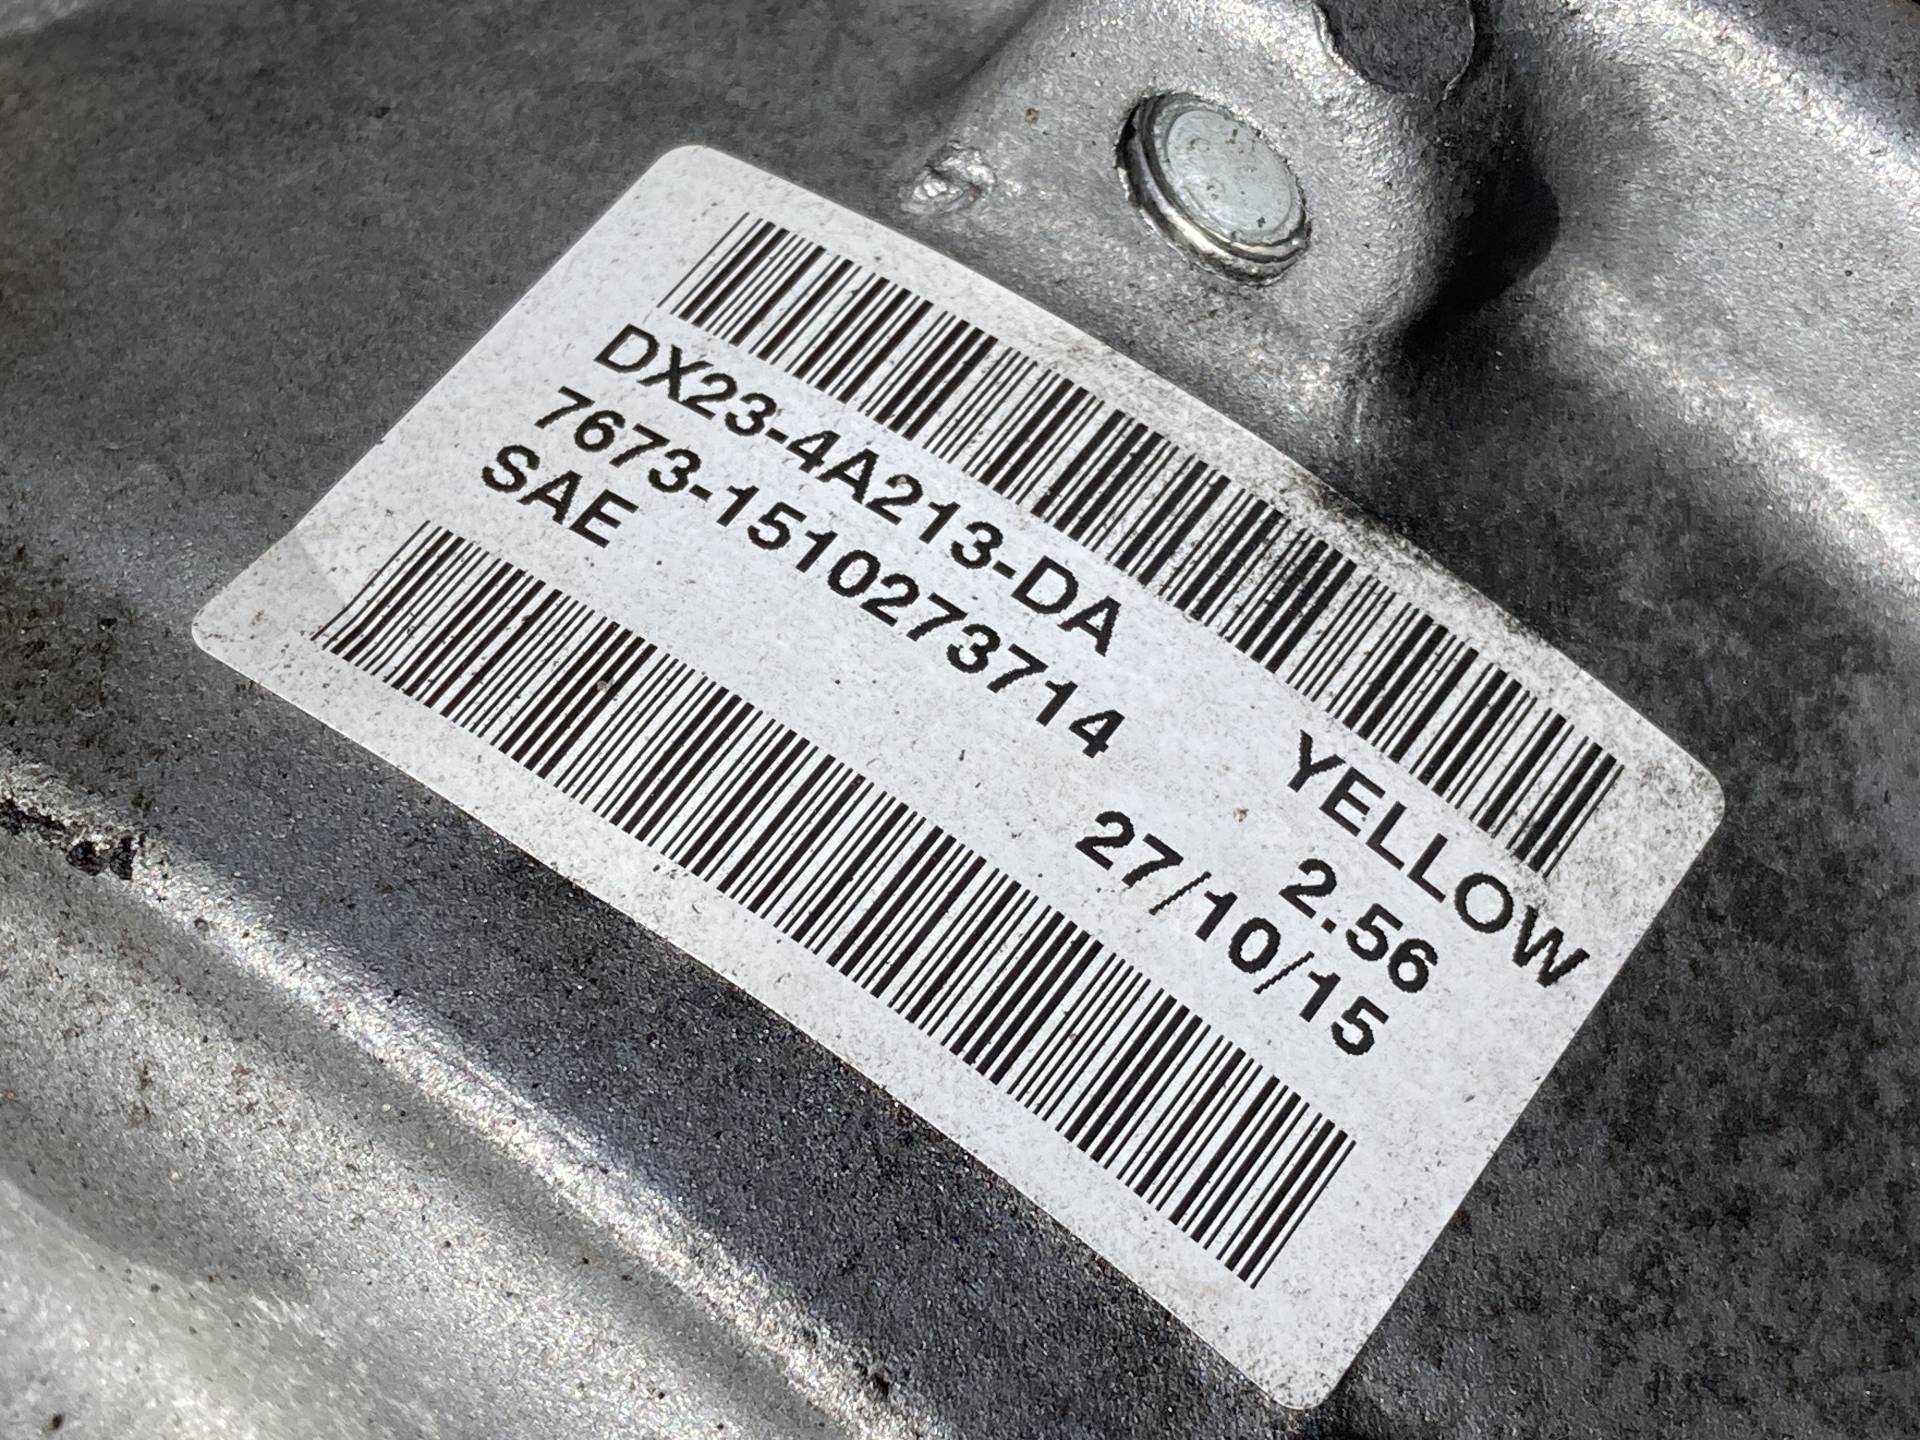 DX23-4A213-DA YELLOW
7673-1510273714 2.56
SAE 27/10/15